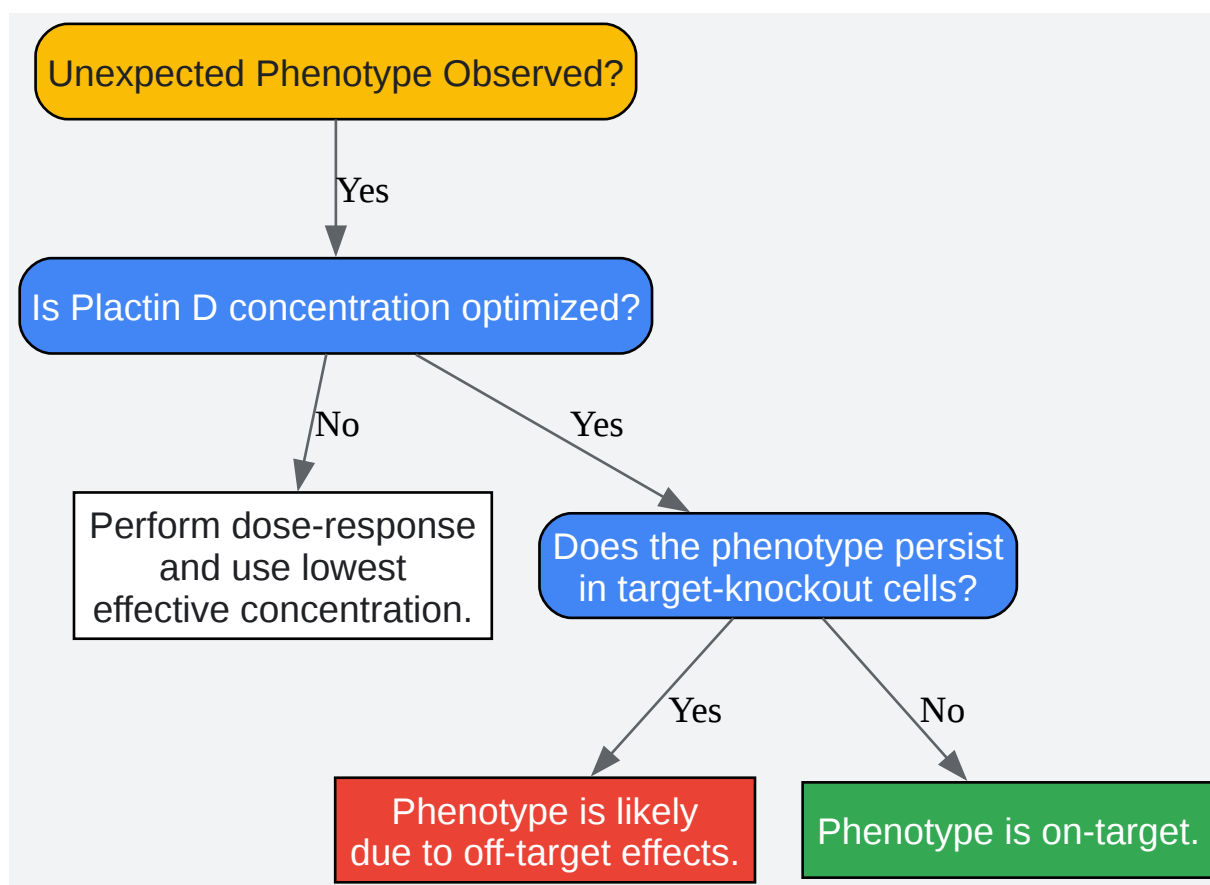 Unexpected Phenotype Observed?
Yes
Is Plactin D concentration optimized?
No
Yes
Perform dose-response
and use lowest
effective concentration.
Does the phenotype persist
in target-knockout cells?
Yes
No
Phenotype is likely
due to off-target effects.
Phenotype is on-target.